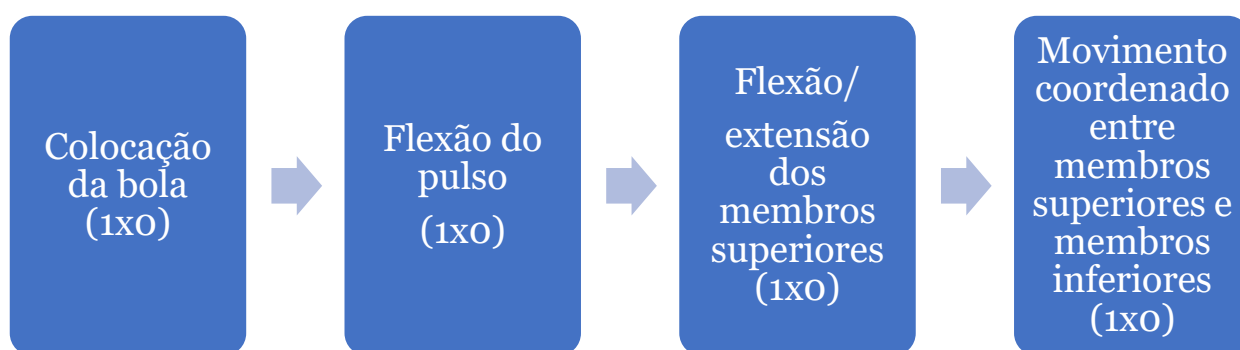 Colocação
da bola
(1x0)
Flexão do
pulso
(1x0)
Flexão/
extensão
dos
membros
superiores
(1x0)
Movimento
coordenado
entre
membros
superiores e
membros
inferiores
(1x0)